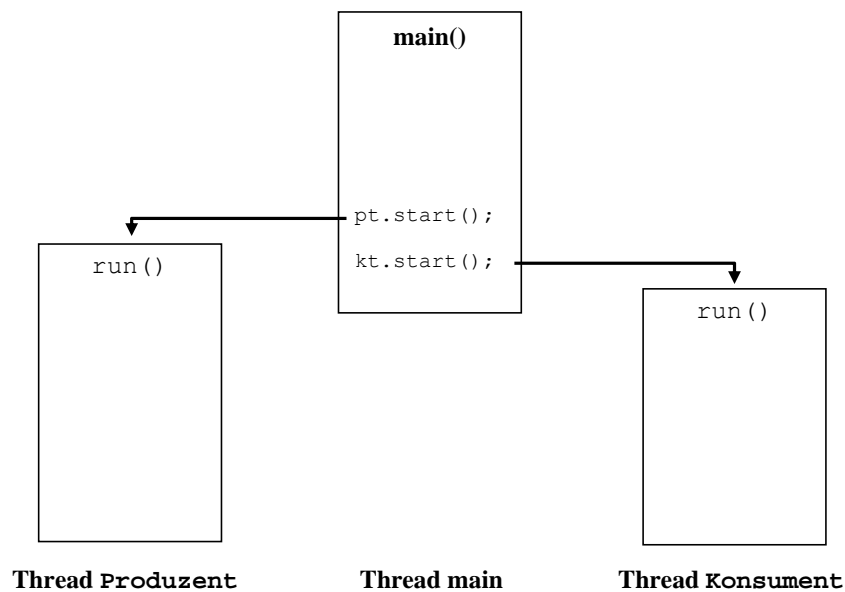 main()
pt.start();
kt.start();
run()
run()
Thread Produzent
Thread main
Thread Konsument